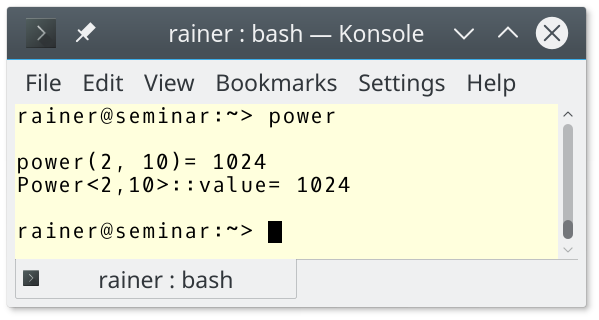 rainer : bash — Konsole
File Edit View Bookmarks Settings Help
rainer@seminar:~> power
power(2, 10)= 1024
Power<2,10>::value= 1024
rainer@seminar:~>
rainer : bash